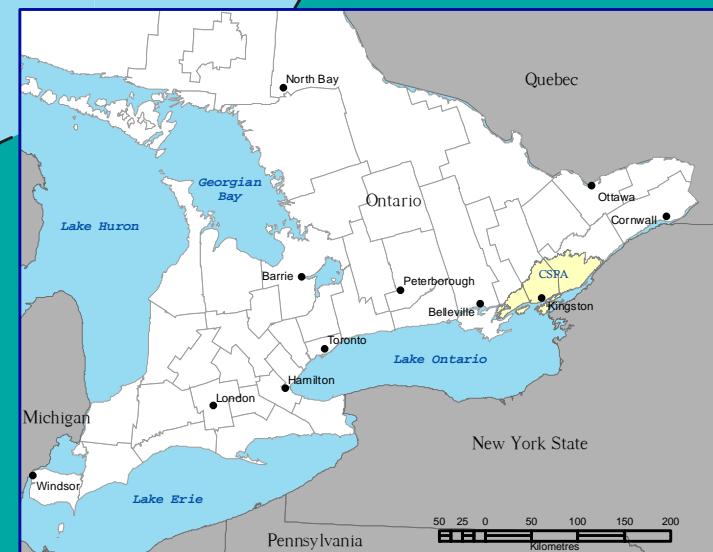 Quebec
North Bay
Georgian
Bay
Ontario
Ottawa
Cornwall
Lake Huron
Barrie
CSPA
Peterborough
Kingston
Belleville
Toronto
Lake Ontario
Hamilton
London
Michigan
New York State
Windsor
Lake Erie
50 25 0 50 100 150 200
Kilometres
Pennsylvania